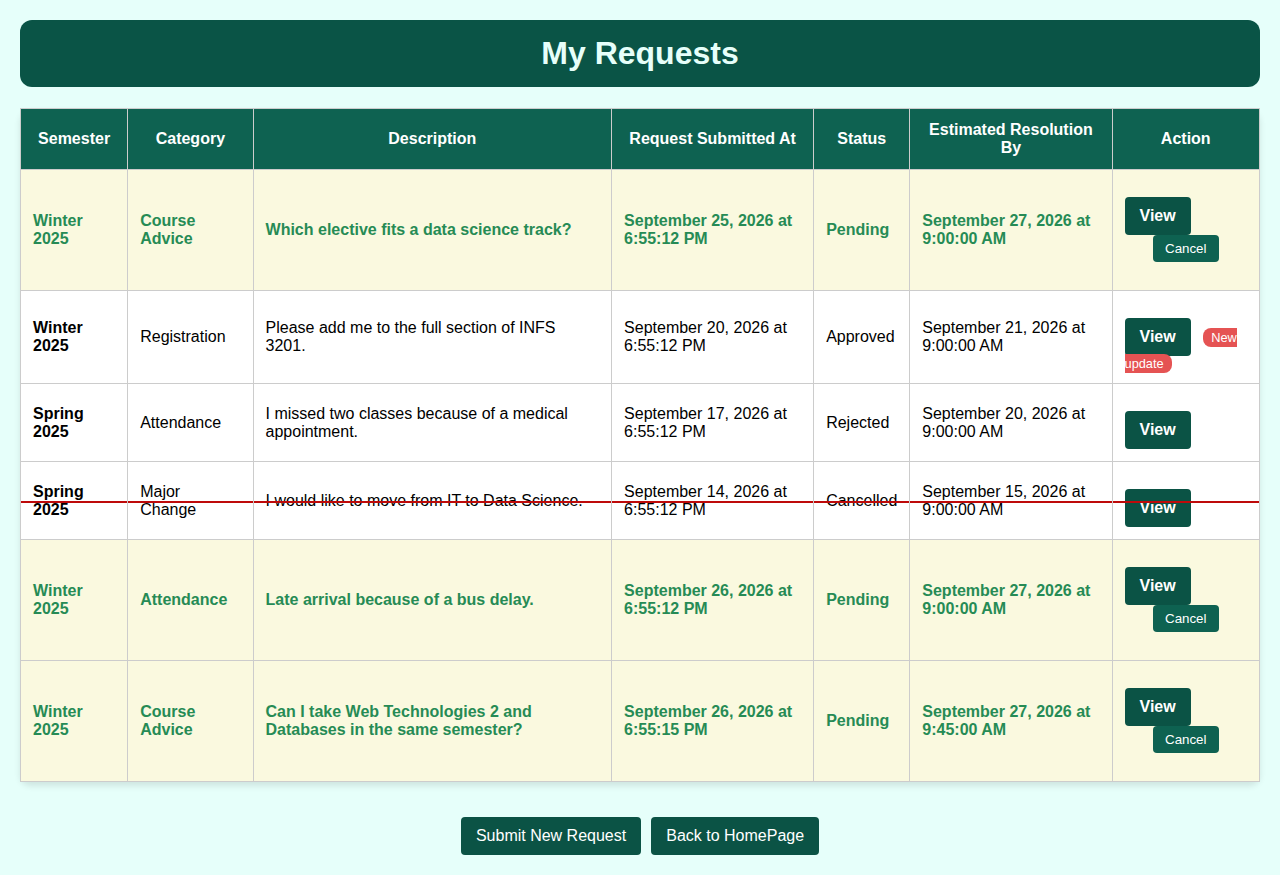 My Requests
Semester
Category
Description
Request Submitted At
Status
Estimated Resolution
By
Action
Winter
2025
Course
Advice
Which elective fits a data science track?
September 25, 2026 at
6:55:12 PM
Pending
September 27, 2026 at
9:00:00 AM
View
Cancel
Winter
2025
Registration
Please add me to the full section of INFS
3201.
September 20, 2026 at
6:55:12 PM
Approved
September 21, 2026 at
9:00:00 AM
View
New
update
Spring
2025
Attendance
I missed two classes because of a medical
appointment.
September 17, 2026 at
6:55:12 PM
Rejected
September 20, 2026 at
9:00:00 AM
View
Spring
2025
Major
Change
I would like to move from IT to Data Science.
September 14, 2026 at
6:55:12 PM
Cancelled
September 15, 2026 at
9:00:00 AM
View
Winter
2025
Attendance
Late arrival because of a bus delay.
September 26, 2026 at
6:55:12 PM
Pending
September 27, 2026 at
9:00:00 AM
View
Cancel
Winter
2025
Course
Advice
Can I take Web Technologies 2 and
Databases in the same semester?
September 26, 2026 at
6:55:15 PM
Pending
September 27, 2026 at
9:45:00 AM
View
Cancel
Submit New Request
Back to HomePage